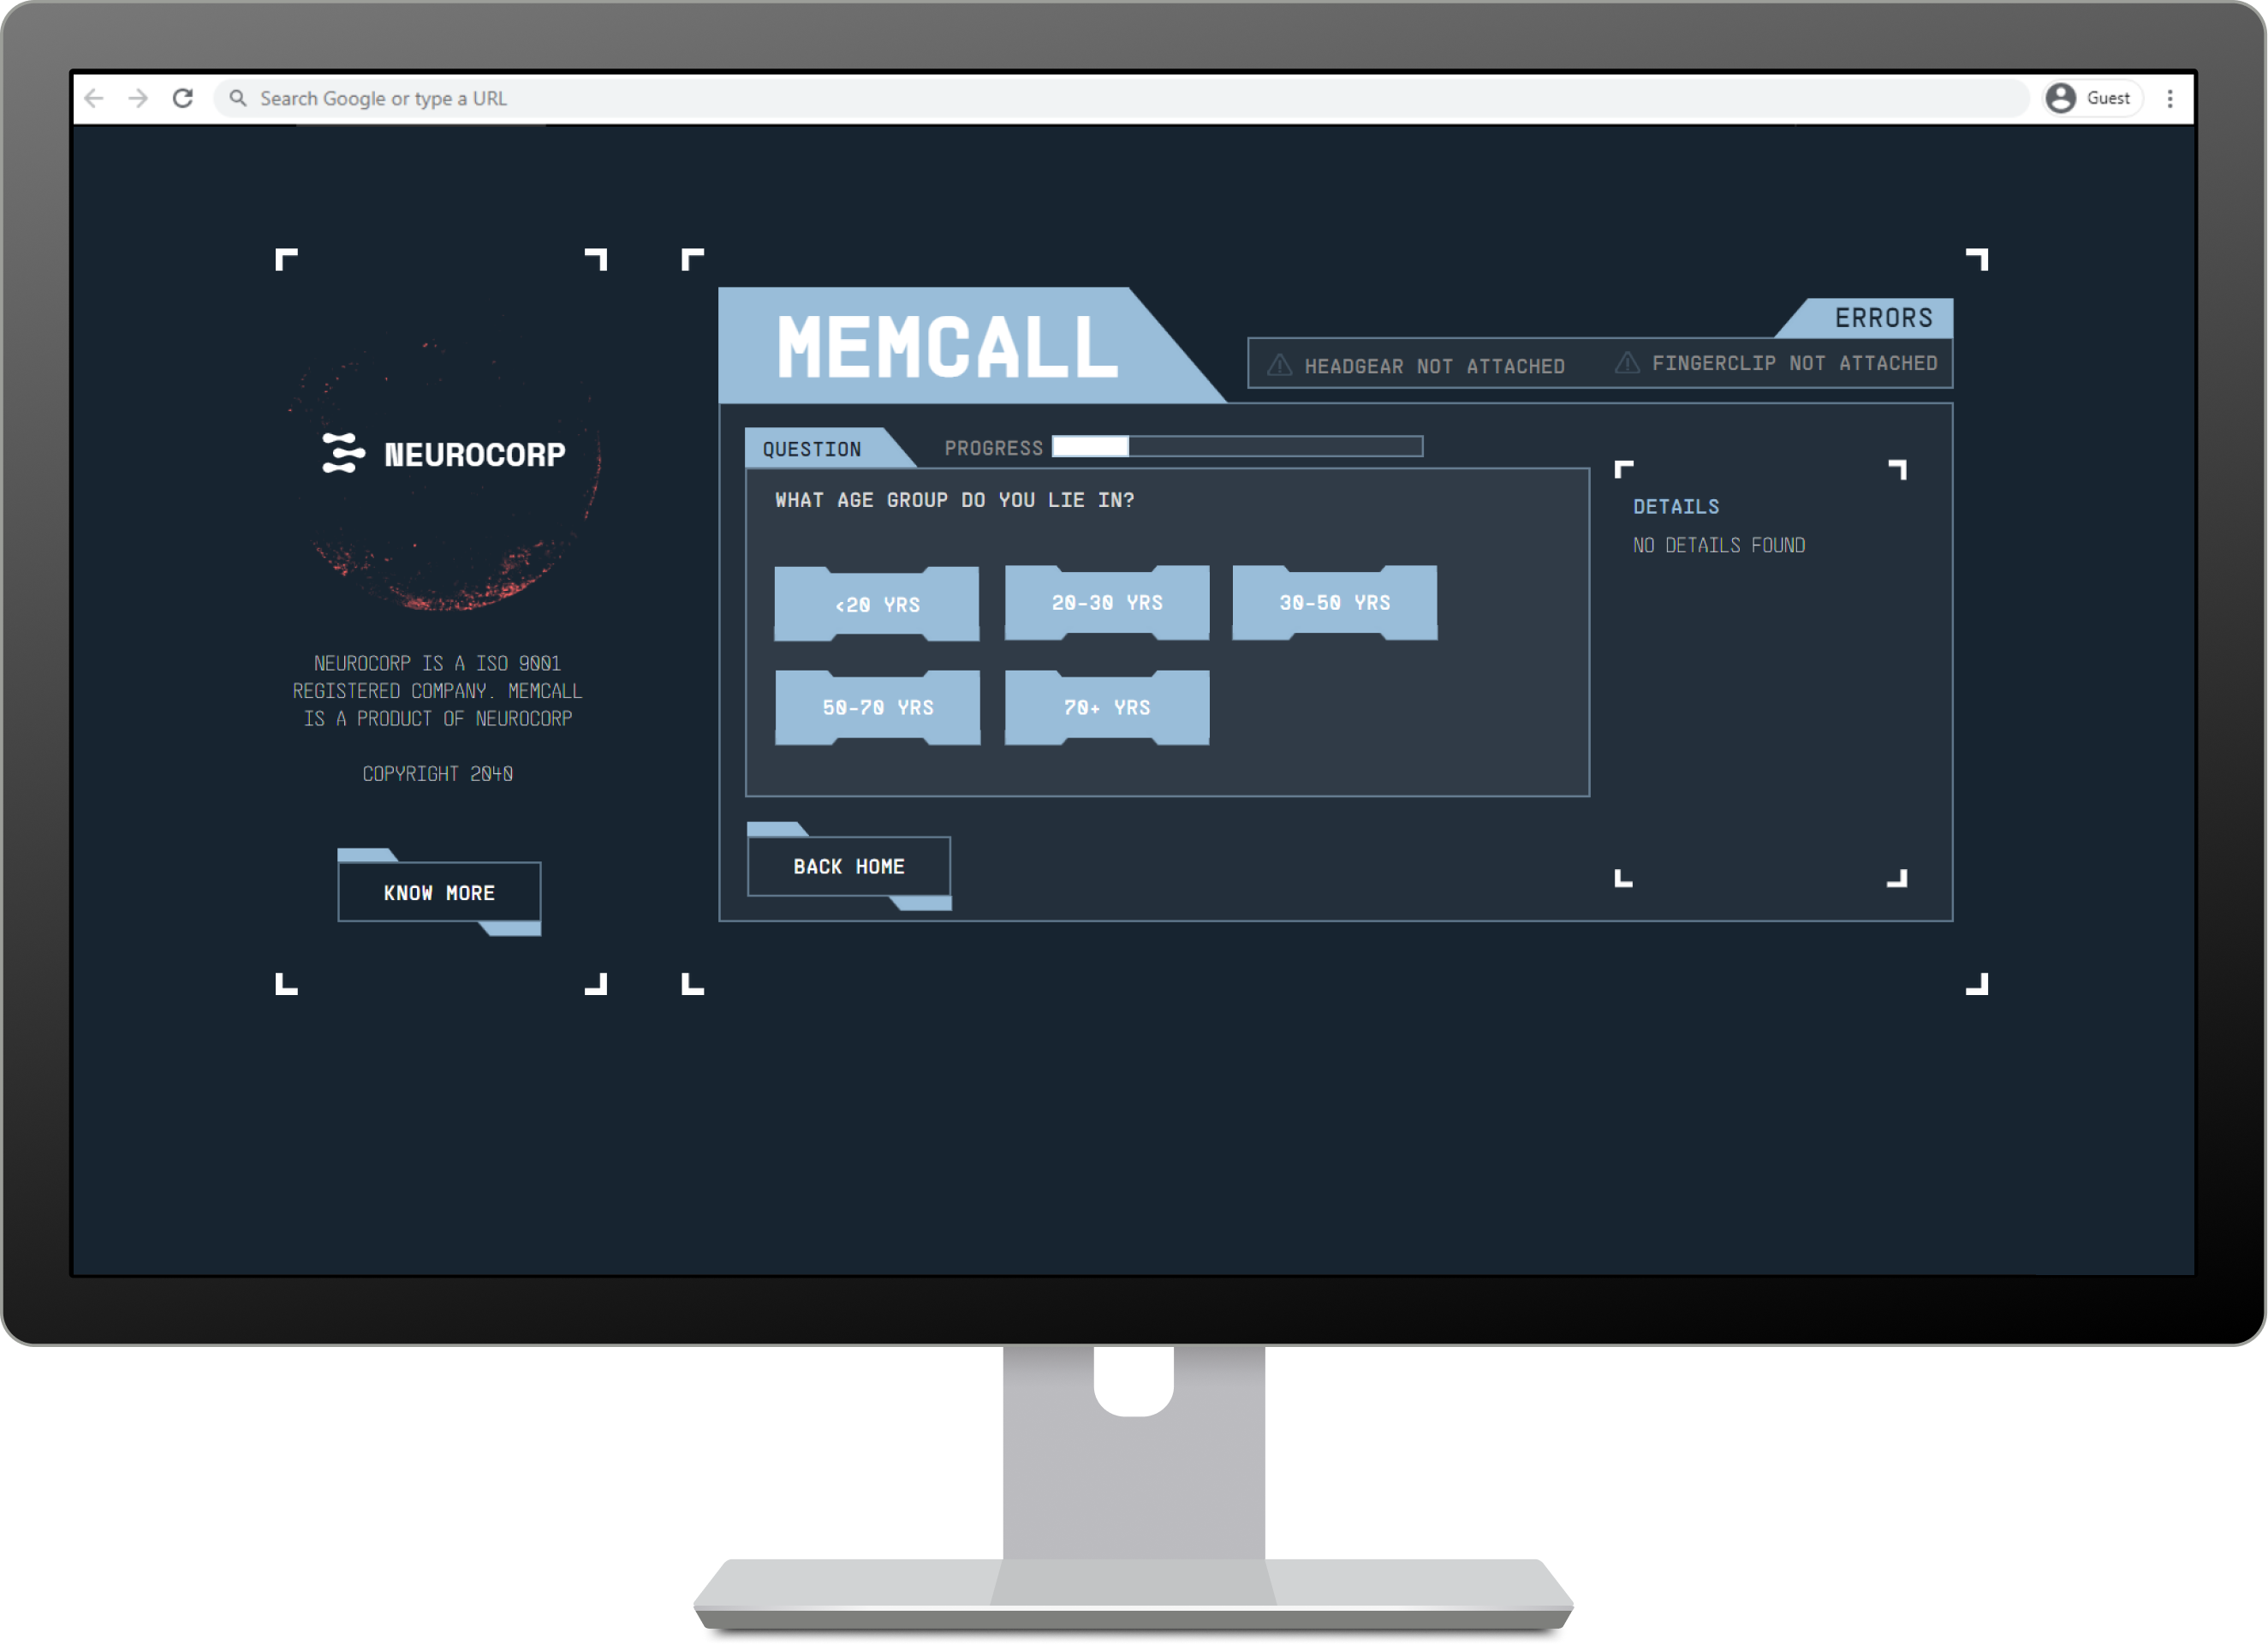 Search Google or type a URL
Guest
NEUROCORP
NEUROCORP IS A ISO 9001
REGISTERED COMPANY. MEMCALL
IS A PRODUCT OF NEUROCORP
COPYRIGHT 2040
KNOW MORE
MEMCALL
ERRORS
HEADGEAR NOT ATTACHED
FINGERCLIP NOT ATTACHED
QUESTION
PROGRESS
WHAT AGE GROUP DO YOU LIE IN?
<20 YRS
20-30 YRS
30-50 YRS
50-70 YRS
70+ YRS
BACK HOME
DETAILS
NO DETAILS FOUND